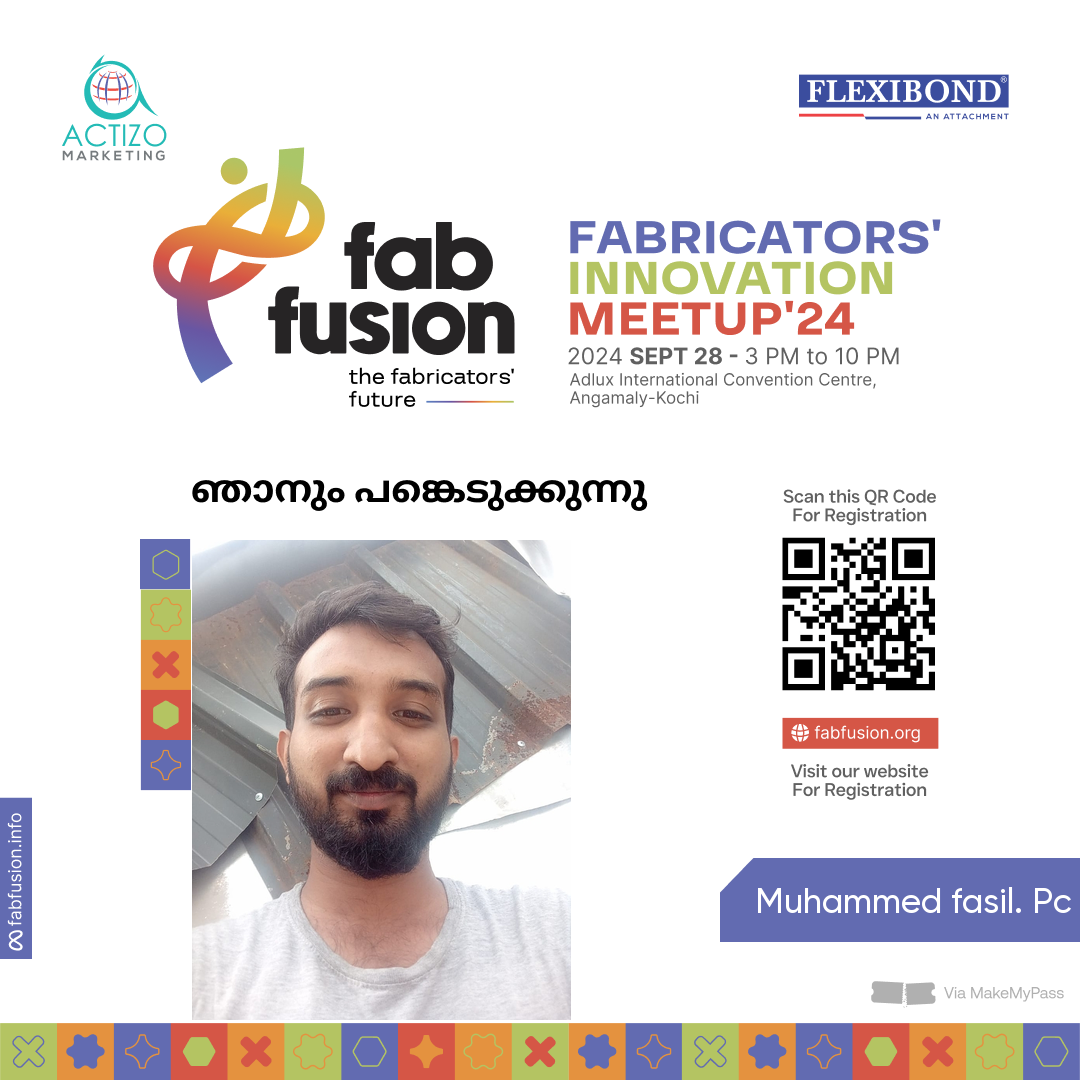 ACTIZO
MARKETING
FLEXIBOND®
AN ATTACHMENT
fab
fusion
the fabricators'
future
FABRICATORS'
INNOVATION
MEETUP'24
2024 SEPT 28 - 3 PM to 10 PM
Adlux International Convention Centre,
Angamaly-Kochi
ഞാനും പങ്കെടുക്കുന്നു
Scan this QR Code
For Registration
fabfusion.org
Visit our website
For Registration
fabfusion.info
Muhammed fasil. Pc
Via MakeMyPass